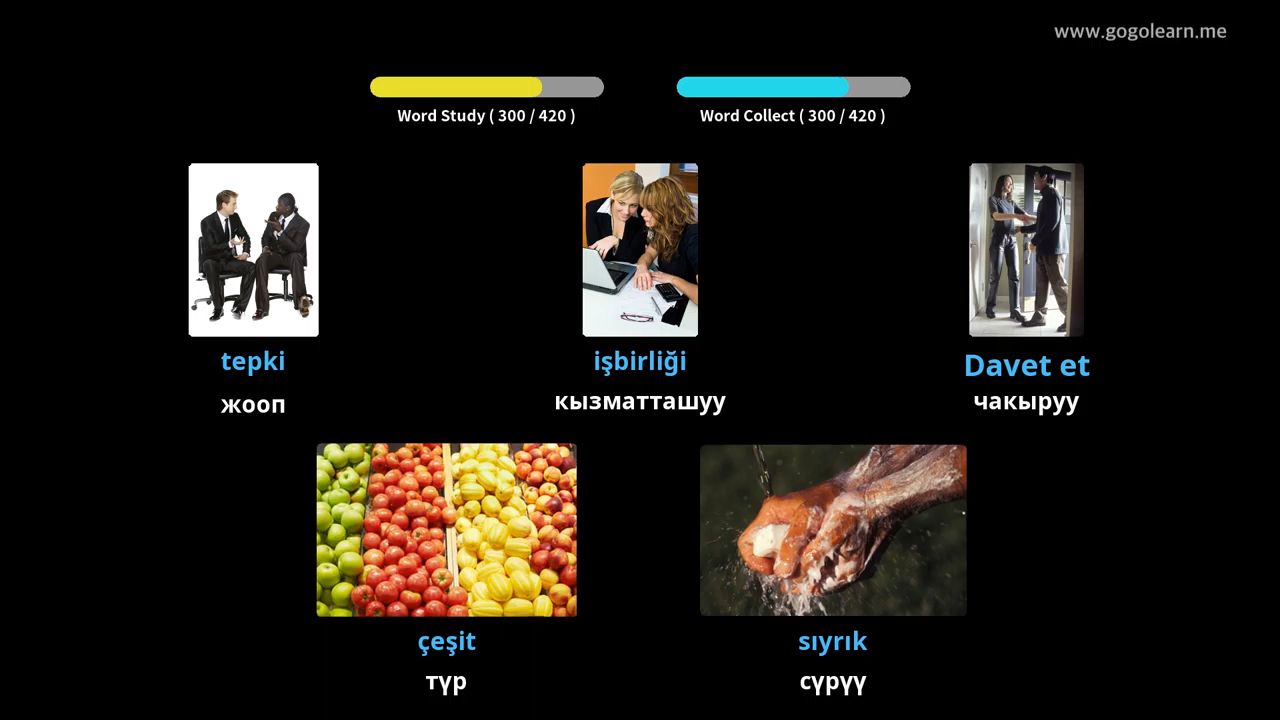 www.gogolearn.me
Word Study ( 300 / 420 )
Word Collect ( 300 / 420 )
tepki
жооп
işbirliği
кызматташуу
Davet et
чакыруу
çeşit
түр
sıyrık
сүрүү